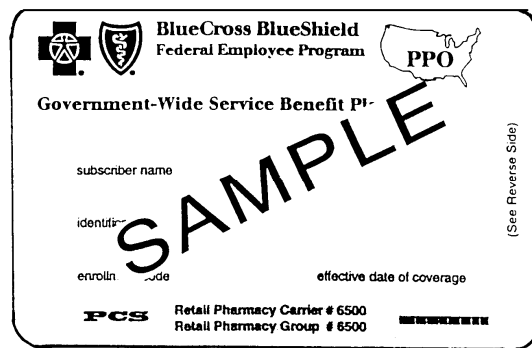 BlueCross BlueShield
Federal Employee Program
PPO
Government-Wide Service Benefit
SAMPLE
subscriber name
effective date of coverage
PCS
Retail Pharmacy Carrier # 6500
Retail Pharmacy Group # 6500
(See Reverse Side)